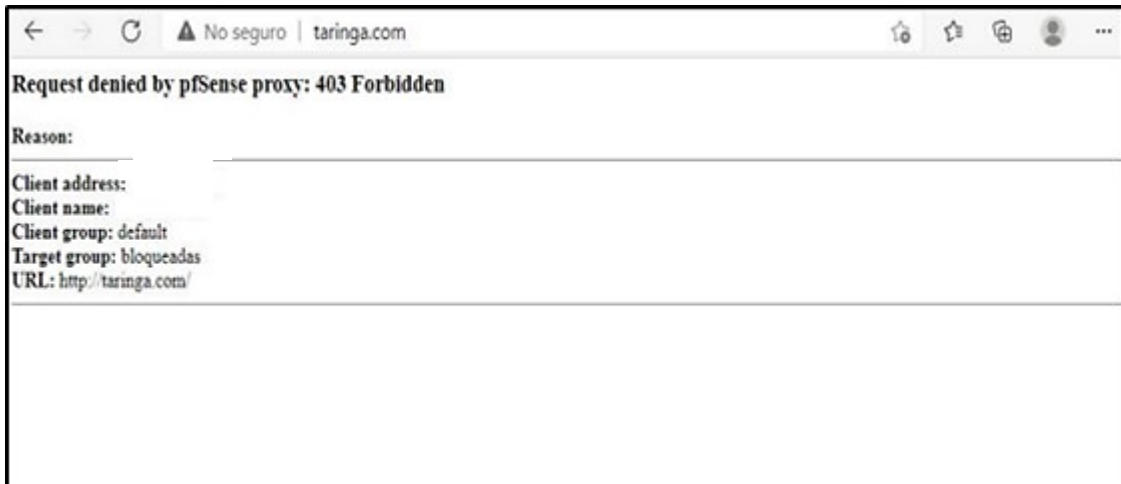 No seguro | taringa.com
Request denied by pfSense proxy: 403 Forbidden
Reason:
Client address:
Client name:
Client group: default
Target group: bloqueadas
URL: http://taringa.com/